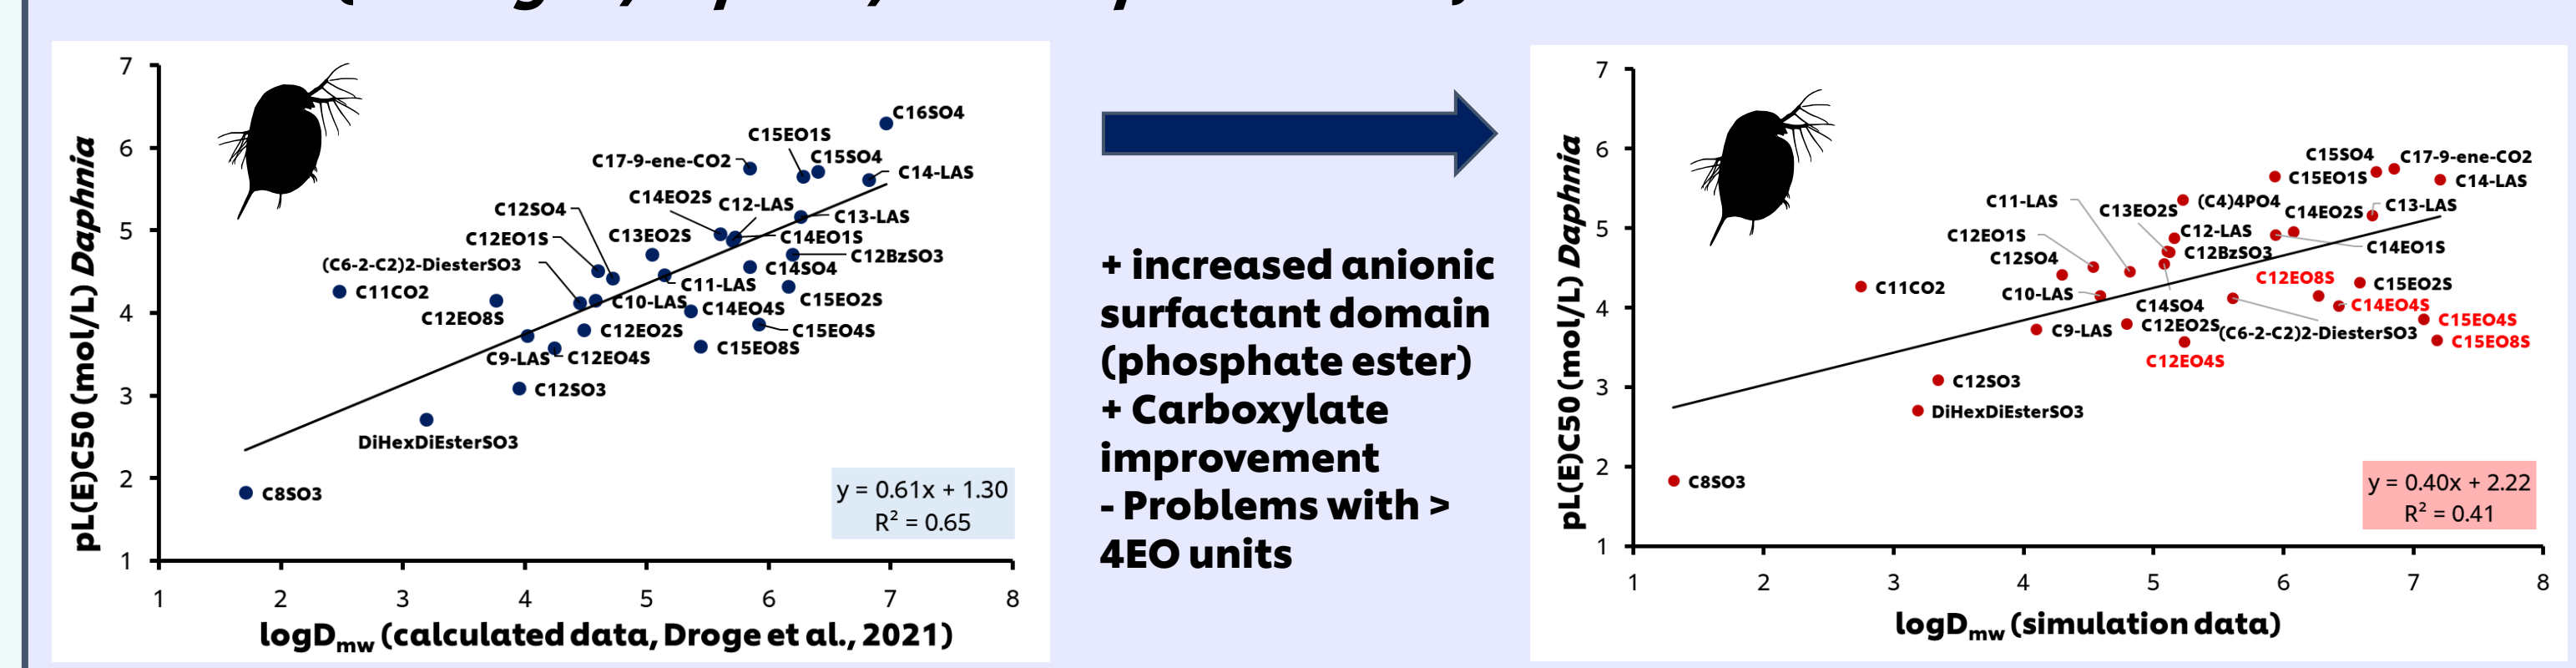 7
6
5
4
3
2
1
1 2 3 4 5 6 7 8
pL(E)C50 (mol/L) Daphnia
logDmw (calculated data, Droge et al., 2021)
C16SO4
C15EO1S
C17-9-ene-CO2
C15SO4
C14-LAS
C14EO2S
C12-LAS
C12SO4
C13-LAS
C12EO1S
C13EO2S
C14EO1S
C12BzSO3
(C6-2-C2)2-DiesterSO3
C14SO4
C11CO2
C11-LAS
C10-LAS
C15EO2S
C12EO8S
C14EO4S
C12EO2S
C15EO4S
C9-LAS
C12EO4S
C15EO8S
C12SO3
DiHexDiEsterSO3
C8SO3
y = 0.61x + 1.30
R² = 0.65
+ increased anionic
surfactant domain
(phosphate ester)
+ Carboxylate
improvement
- Problems with >
4EO units
7
6
5
4
3
2
1
1 2 3 4 5 6 7 8
pL(E)C50 (mol/L) Daphnia
logDmw (simulation data)
C15SO4
C17-9-ene-CO2
C15EO1S
C14-LAS
C11-LAS
(C4)4PO4
C13-LAS
C13EO2S
C14EO2S
C12EO1S
C12-LAS
C14EO1S
C12SO4
C12BzSO3
C12EO8S
C11CO2
C15EO2S
C10-LAS
C14SO4
C14EO4S
C9-LAS
C12EO2S
C15EO4S
(C6-2-C2)2-DiesterSO3
C15EO8S
C12EO4S
C12SO3
DiHexDiEsterSO3
C8SO3
y = 0.40x + 2.22
R² = 0.41